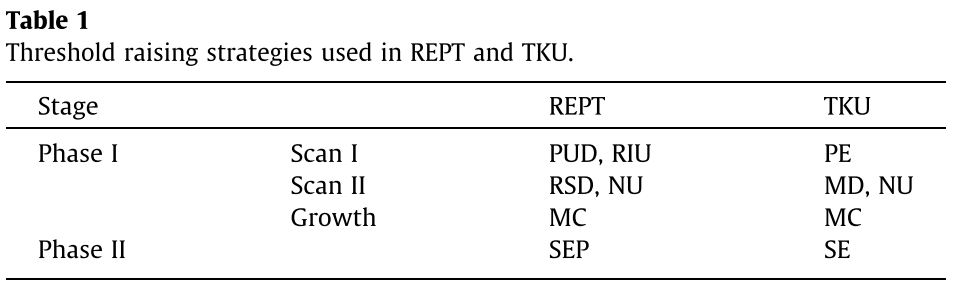 Table 1
Threshold raising strategies used in REPT and TKU.
Stage REPT TKU
Phase I Scan I PUD, RIU PE
Scan II RSD, NU MD, NU
Growth MC MC
Phase II SEP SE